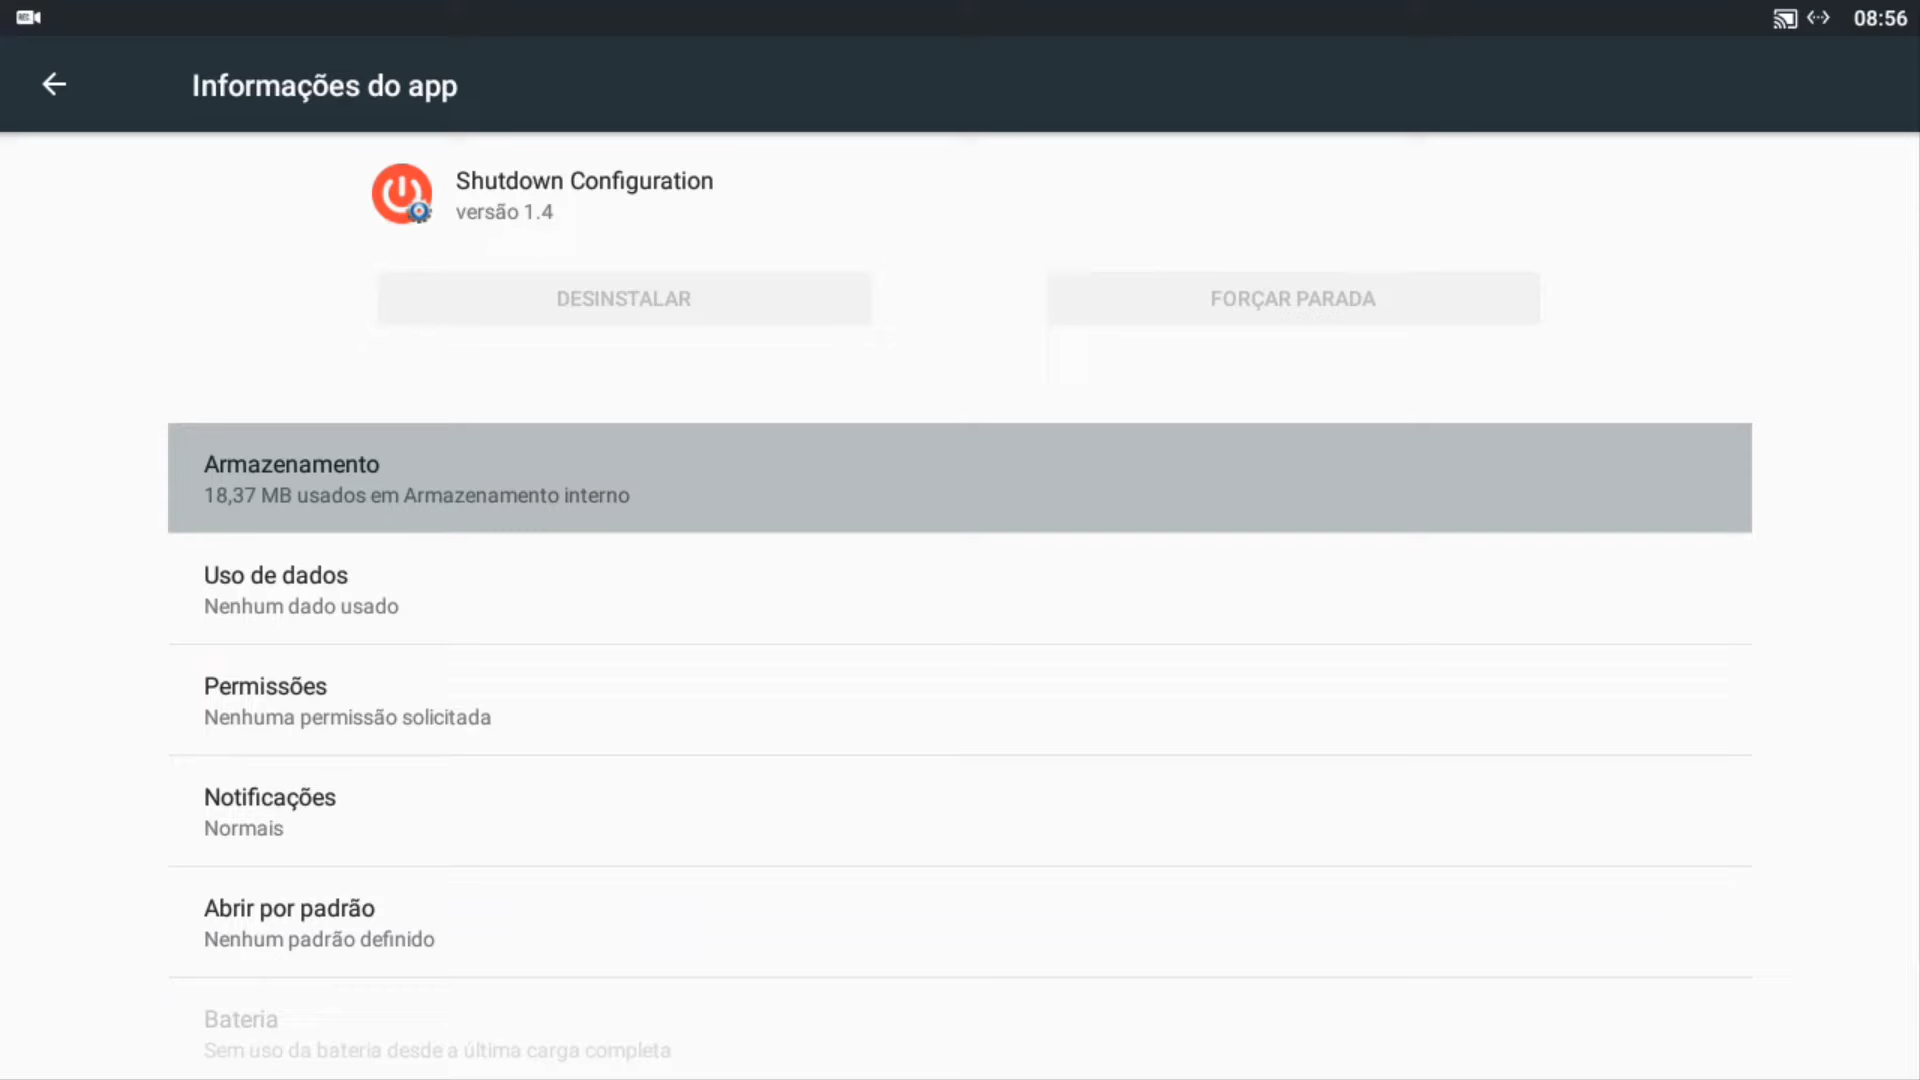 REC
08:56
Informações do app
Shutdown Configuration
versão 1.4
DESINSTALAR
FORÇAR PARADA
Armazenamento
18,37 MB usados em Armazenamento interno
Uso de dados
Nenhum dado usado
Permissões
Nenhuma permissão solicitada
Notificações
Normais
Abrir por padrão
Nenhum padrão definido
Bateria
Sem uso da bateria desde a última carga completa